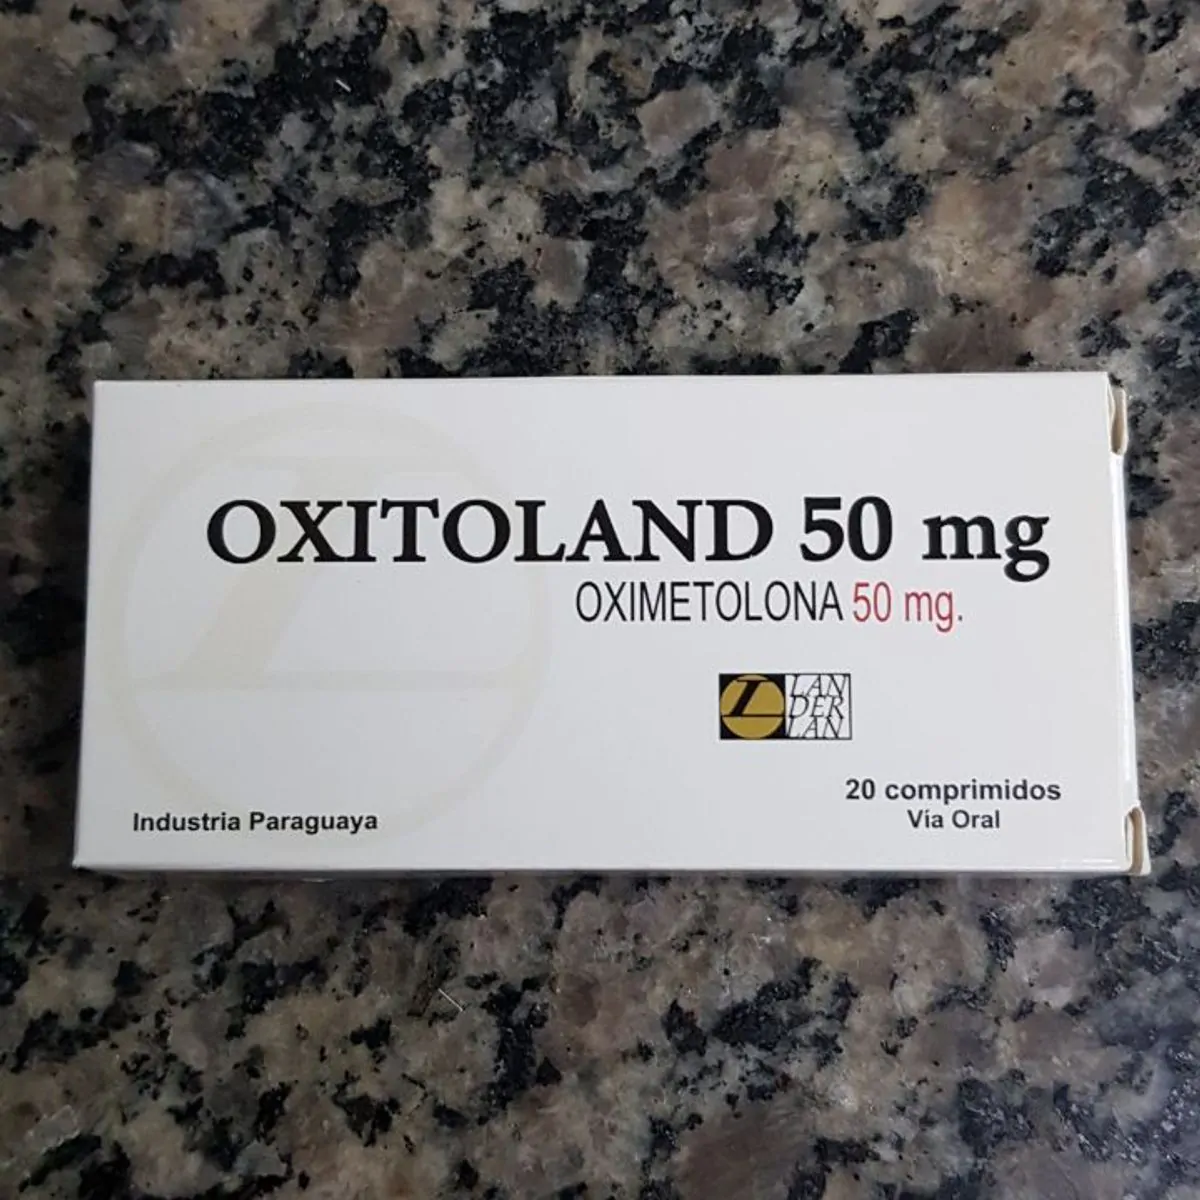 OXITOLAND 50 mg
OXIMETOLONA 50 mg.
LAN
DER
LAN
20 comprimidos
Vía Oral
Industria Paraguaya